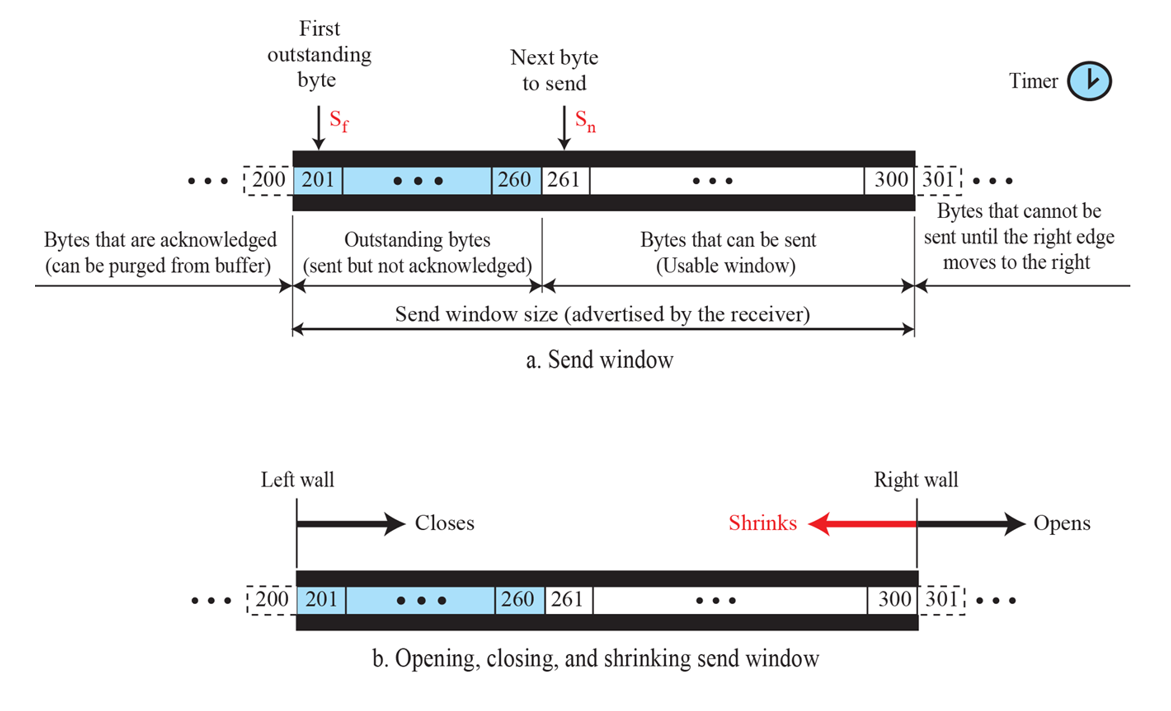 First
outstanding
byte
Next byte
to send
Timer
Sf
Sn
• • • 200 201 • • • 260 261 • • • 300 301 • • •
Bytes that are acknowledged
(can be purged from buffer)
Outstanding bytes
(sent but not acknowledged)
Bytes that can be sent
(Usable window)
Bytes that cannot be
sent until the right edge
moves to the right
Send window size (advertised by the receiver)
a. Send window
Left wall
Right wall
Closes
Shrinks
Opens
• • • 200 201 • • • 260 261 • • • 300 301 • • •
b. Opening, closing, and shrinking send window